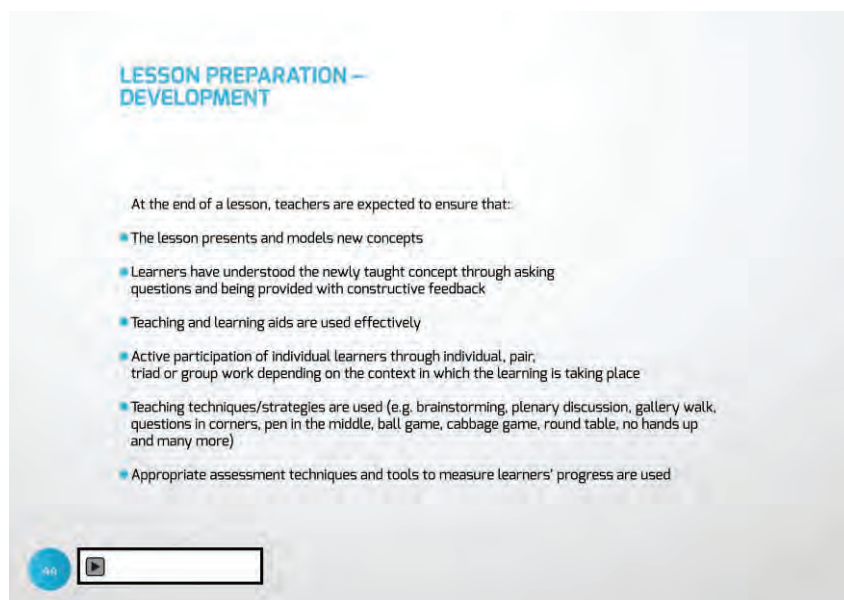 LESSON PREPARATION –
DEVELOPMENT
At the end of a lesson, teachers are expected to ensure that:
The lesson presents and models new concepts
Learners have understood the newly taught concept through asking
questions and being provided with constructive feedback
Teaching and learning aids are used effectively
Active participation of individual learners through individual, pair,
triad or group work depending on the context in which the learning is taking place
Teaching techniques/strategies are used (e.g. brainstorming, plenary discussion, gallery walk,
questions in corners, pen in the middle, ball game, cabbage game, round table, no hands up
and many more)
Appropriate assessment techniques and tools to measure learners' progress are used